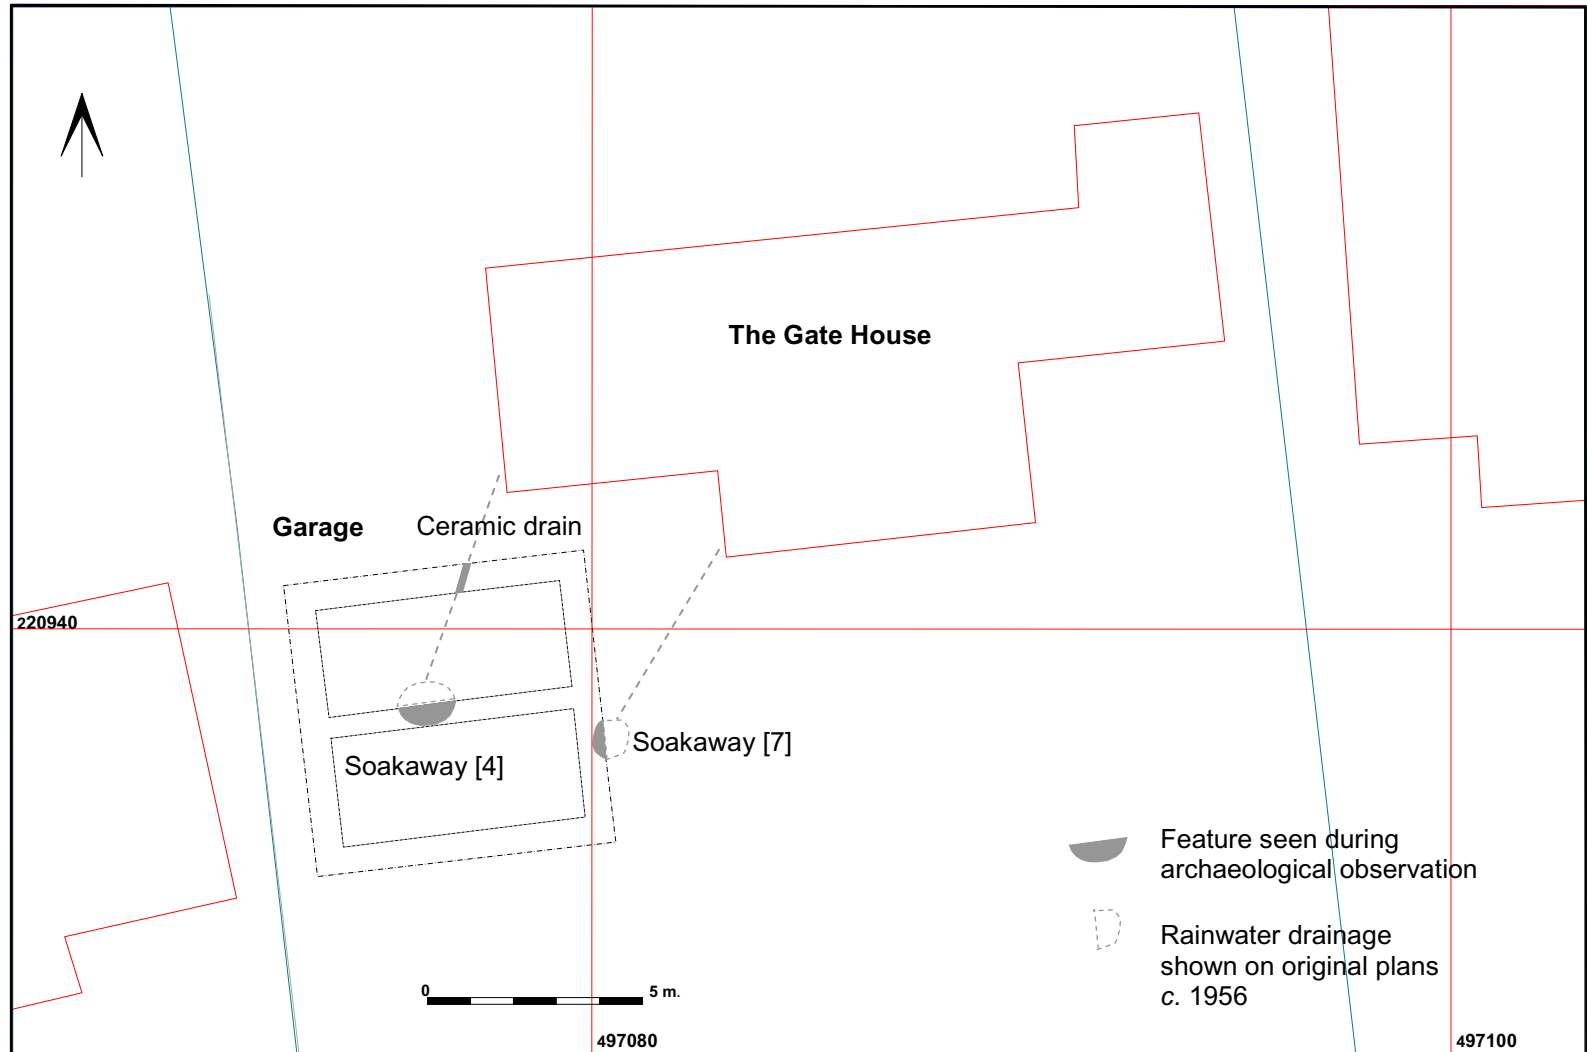 The Gate House
Garage
Ceramic drain
220940
Soakaway [7]
Soakaway [4]
Feature seen during
archaeological observation
Rainwater drainage
shown on original plans
c. 1956
0
5 m.
497080
497100